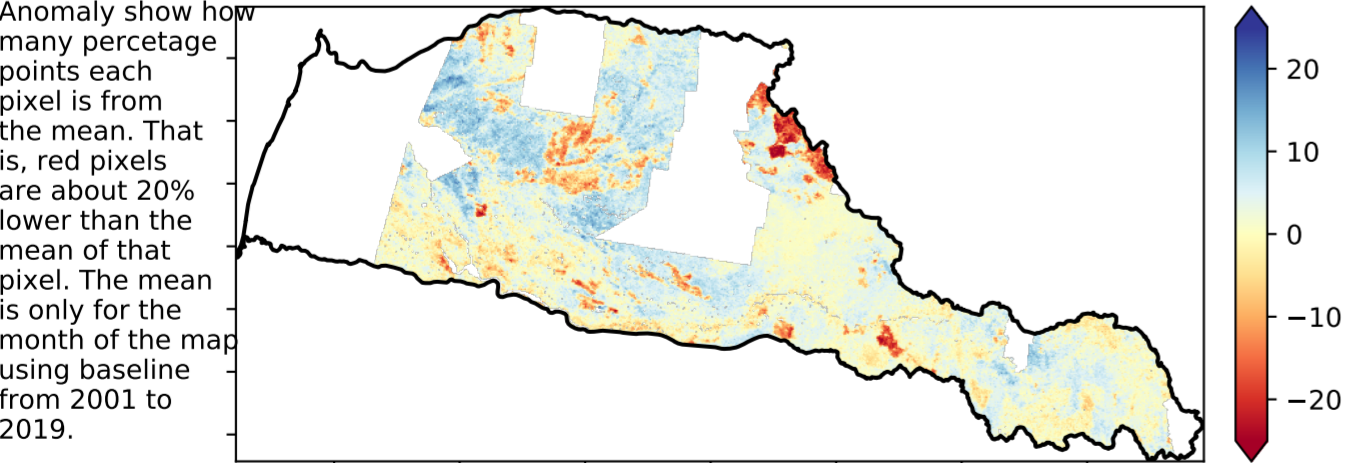 Anomaly show how
many percetage
points each
pixel is from
the mean. That
is, red pixels
are about 20%
lower than the
mean of that
pixel. The mean
is only for the
month of the map
using baseline
from 2001 to
2019.
20
10
0
−10
−20